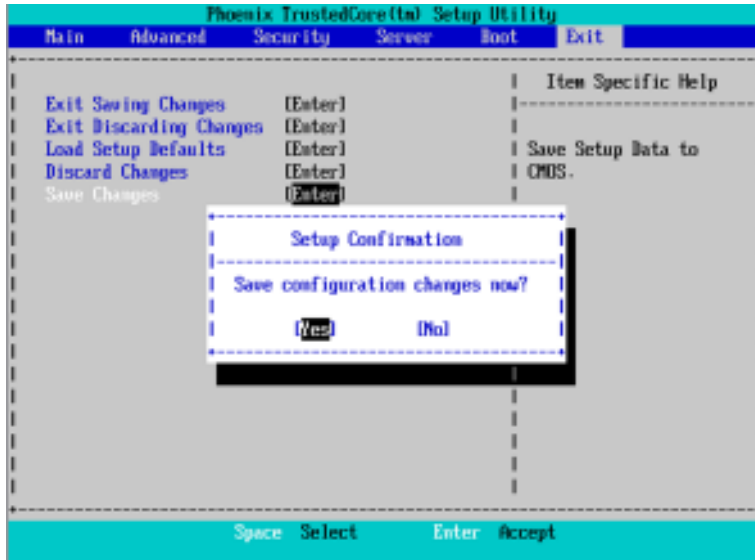 Phoenix TrustedCore(tm) Setup Utility
Main Advanced Security Server Boot Exit
Item Specific Help
Exit Saving Changes [Enter]
Exit Discarding Changes [Enter]
Load Setup Defaults [Enter]
Discard Changes [Enter]
Save Changes [Enter]
Save Setup Data to
CMOS.
Setup Confirmation
Save configuration changes now?
[Yes] [No]
Space Select Enter Accept